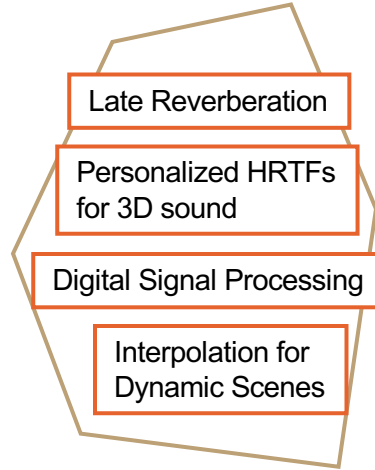 Late Reverberation
Personalized HRTFs
for 3D sound
Digital Signal Processing
Interpolation for
Dynamic Scenes